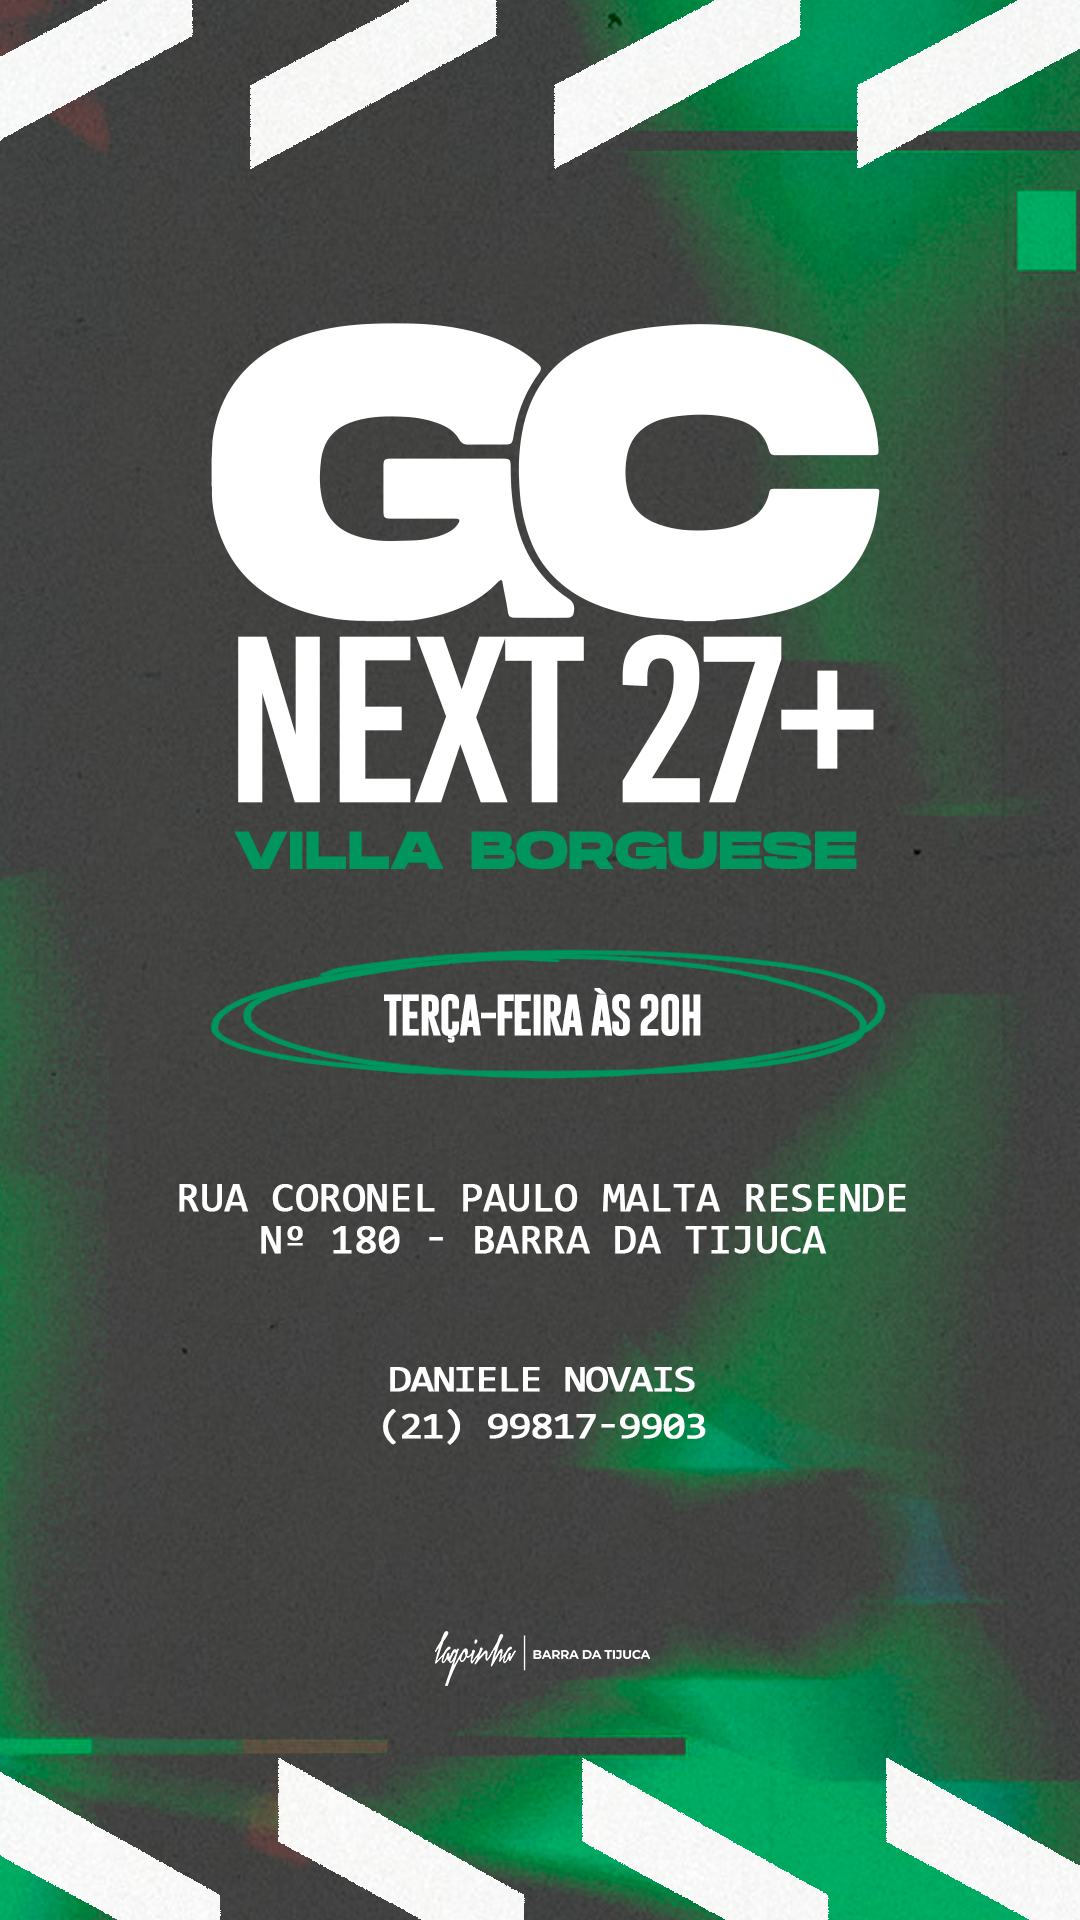 GC
NEXT 27+
VILLA BORGUESE
TERÇA-FEIRA ÀS 20H
RUA CORONEL PAULO MALTA RESENDE
Nº 180 - BARRA DA TIJUCA
DANIELE NOVAIS
(21) 99817-9903
lagoinha | BARRA DA TIJUCA